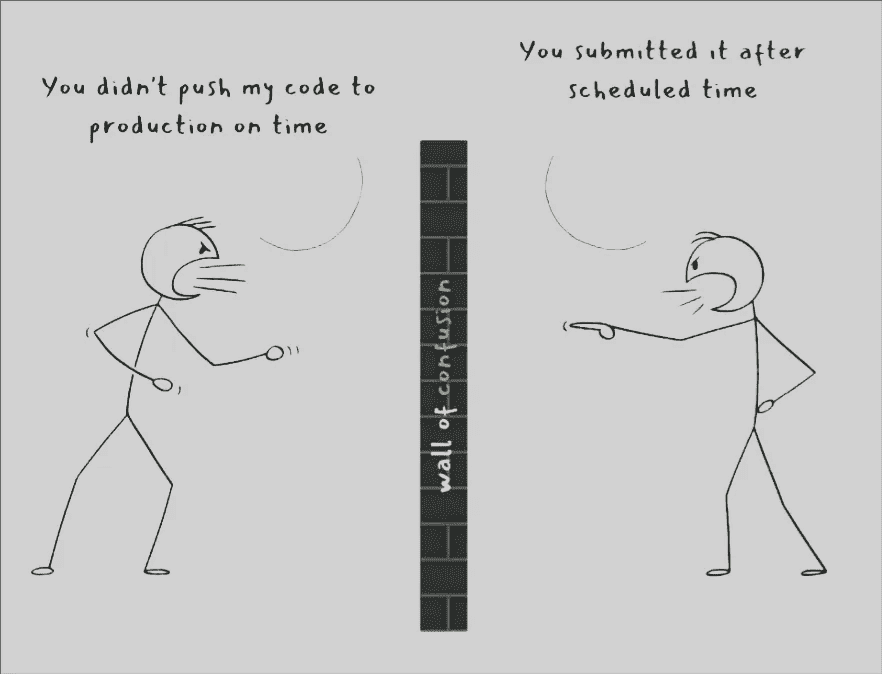 You didn't push my code to
production on time
You submitted it after
scheduled time
wall of confusion